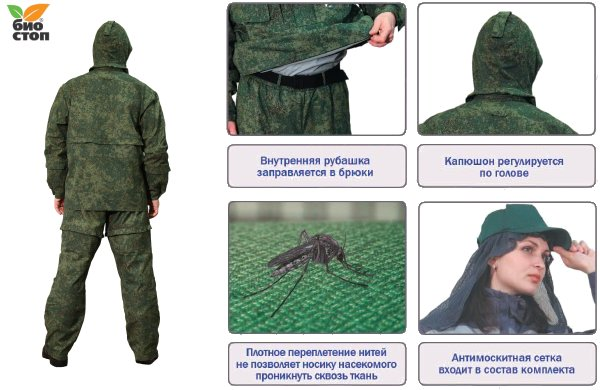 био
стоп
Внутренняя рубашка
заправляется в брюки
Капюшон регулируется
по голове
Плотное переплетение нитей
не позволяет носику насекомого
проникнуть сквозь ткань
Антимоскитная сетка
входит в состав комплекта